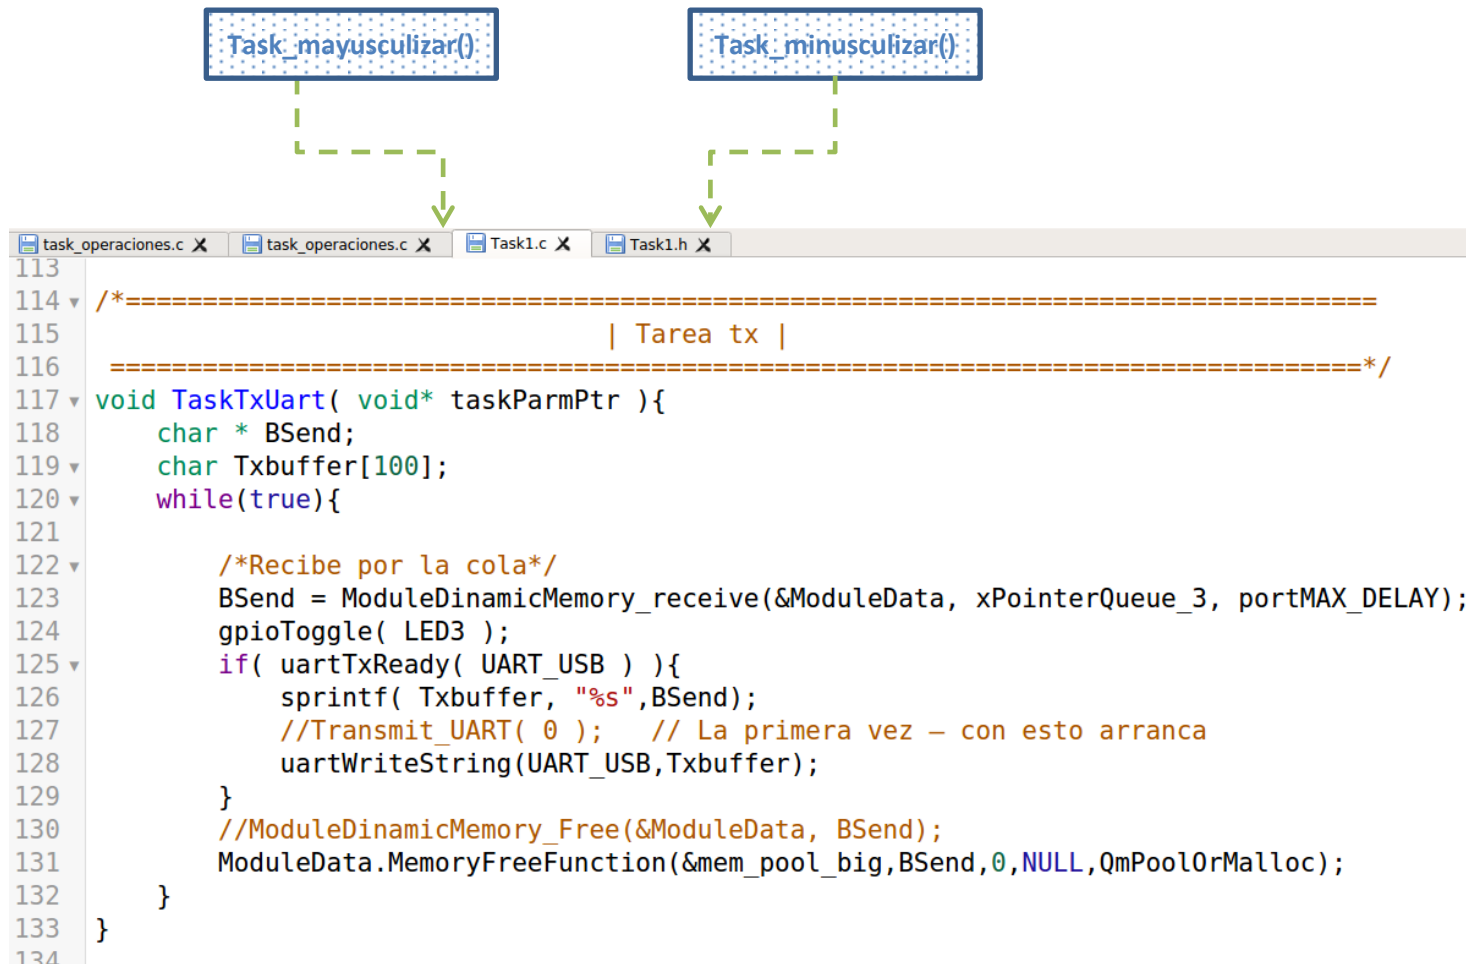 Task_mayusculizar()
Task_minusculizar()
task_operaciones.c
task_operaciones.c
Task1.c
Task1.h
113
114 /*==================================================================================
115 | Tarea tx |
116 ==================================================================================*/
117 void TaskTxUart( void* taskParmPtr ){
118 char * BSend;
119 char Txbuffer[100];
120 while(true){
121
122 /*Recibe por la cola*/
123 BSend = ModuleDinamicMemory_receive(&ModuleData, xPointerQueue_3, portMAX_DELAY);
124 gpioToggle( LED3 );
125 if( uartTxReady( UART_USB ) ){
126 sprintf( Txbuffer, "%s",BSend);
127 //Transmit_UART( 0 );   // La primera vez – con esto arranca
128 uartWriteString(UART_USB,Txbuffer);
129 }
130 //ModuleDinamicMemory_Free(&ModuleData, BSend);
131 ModuleData.MemoryFreeFunction(&mem_pool_big,BSend,0,NULL,QmPoolOrMalloc);
132 }
133 }
134